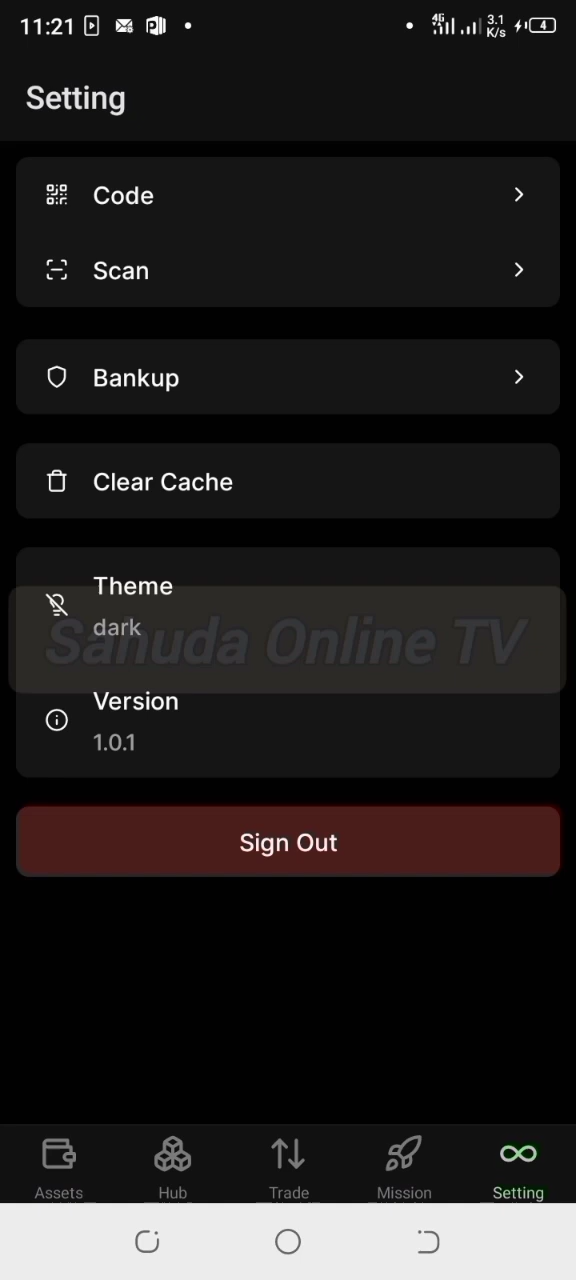 11:21
4G
3.1
K/s
4
Setting
Code
Scan
Bankup
Clear Cache
Theme
dark
Sahuda Online TV
Version
1.0.1
Sign Out
Assets
Hub
Trade
Mission
Setting